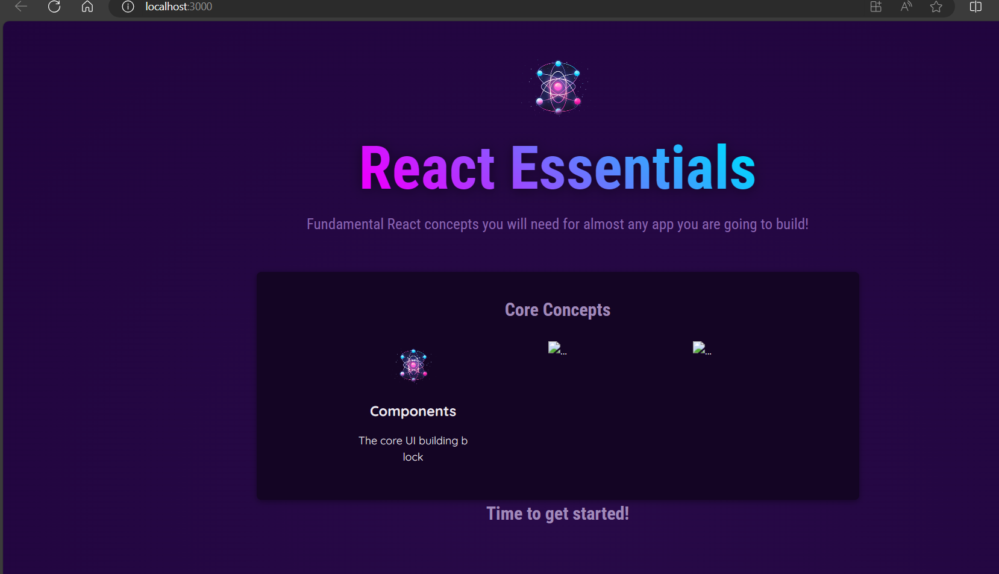 localhost:3000
React Essentials
Fundamental React concepts you will need for almost any app you are going to build!
Core Concepts
...
...
Components
The core UI building b
lock
Time to get started!